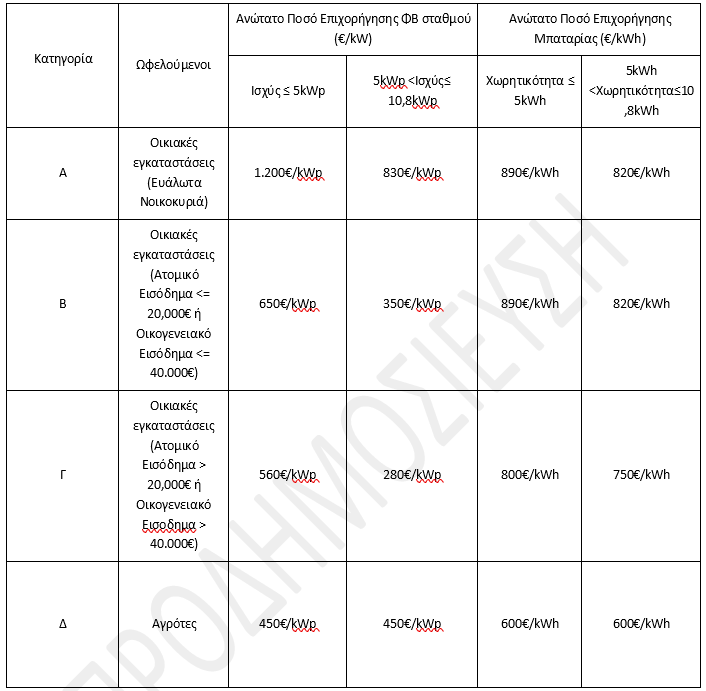 Κατηγορία
Ωφελούμενοι
Ανώτατο Ποσό Επιχορήγησης ΦΒ σταθμού
(€/kW)
Ανώτατο Ποσό Επιχορήγησης
Μπαταρίας (€/kWh)
Ισχύς ≤ 5kWp
5kWp <Ισχύς≤
10,8kWp
Χωρητικότητα ≤
5kWh
5kWh
<Χωρητικότητα≤10
,8kWh
Α
Οικιακές
εγκαταστάσεις
(Ευάλωτα
Νοικοκυριά)
1.200€/kWp
830€/kWp
890€/kWh
820€/kWh
Β
Οικιακές
εγκαταστάσεις
(Ατομικό
Εισόδημα <=
20,000€ ή
Οικογενειακό
Εισόδημα <=
40.000€)
650€/kWp
350€/kWp
890€/kWh
820€/kWh
Γ
Οικιακές
εγκαταστάσεις
(Ατομικό
Εισόδημα >
20,000€ ή
Οικογενειακό
Εισοδημα >
40.000€)
560€/kWp
280€/kWp
800€/kWh
750€/kWh
Δ
Αγρότες
450€/kWp
450€/kWp
600€/kWh
600€/kWh
ΠΡΟΔΗΜΟΣΙΕΥΣΗ